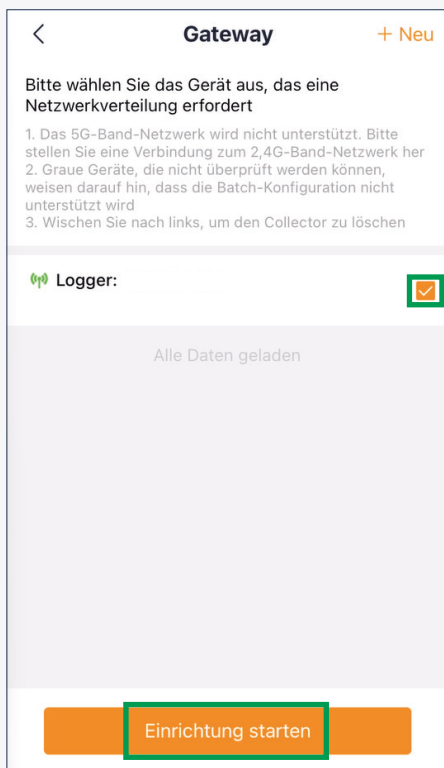 Gateway
+ Neu
Bitte wählen Sie das Gerät aus, das eine
Netzwerkverteilung erfordert
1. Das 5G-Band-Netzwerk wird nicht unterstützt. Bitte
stellen Sie eine Verbindung zum 2,4G-Band-Netzwerk her
2. Graue Geräte, die nicht überprüft werden können,
weisen darauf hin, dass die Batch-Konfiguration nicht
unterstützt wird
3. Wischen Sie nach links, um den Collector zu löschen
Logger:
Alle Daten geladen
Einrichtung starten